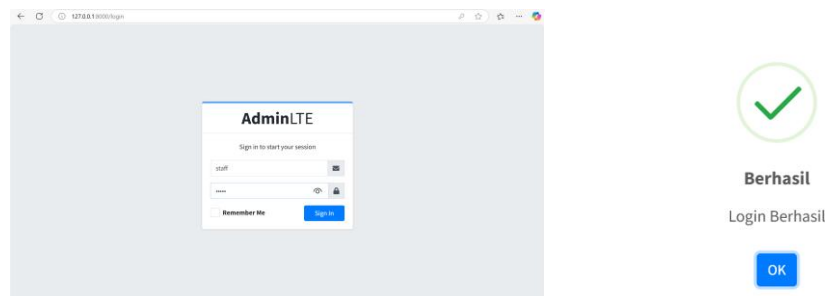 127.0.0.1:8000/login
AdminLTE
Sign in to start your session
staff
•••••
Remember Me
Sign In
Berhasil
Login Berhasil
OK